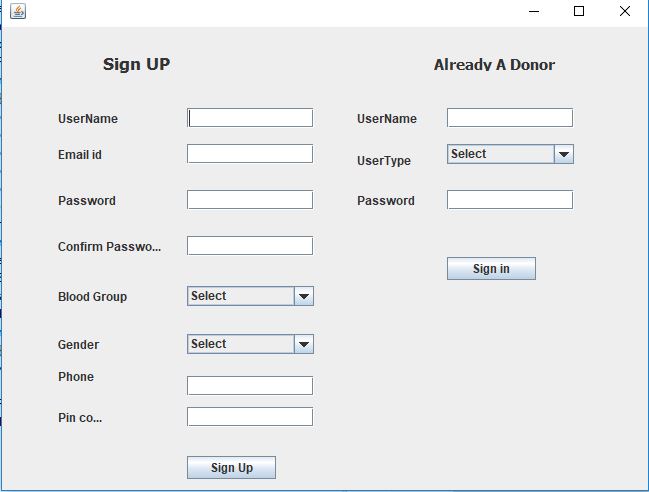 Sign UP
UserName
Email id
Password
Confirm Passwo...
Blood Group
Select
Gender
Select
Phone
Pin co...
Sign Up
Already A Donor
UserName
UserType
Select
Password
Sign in